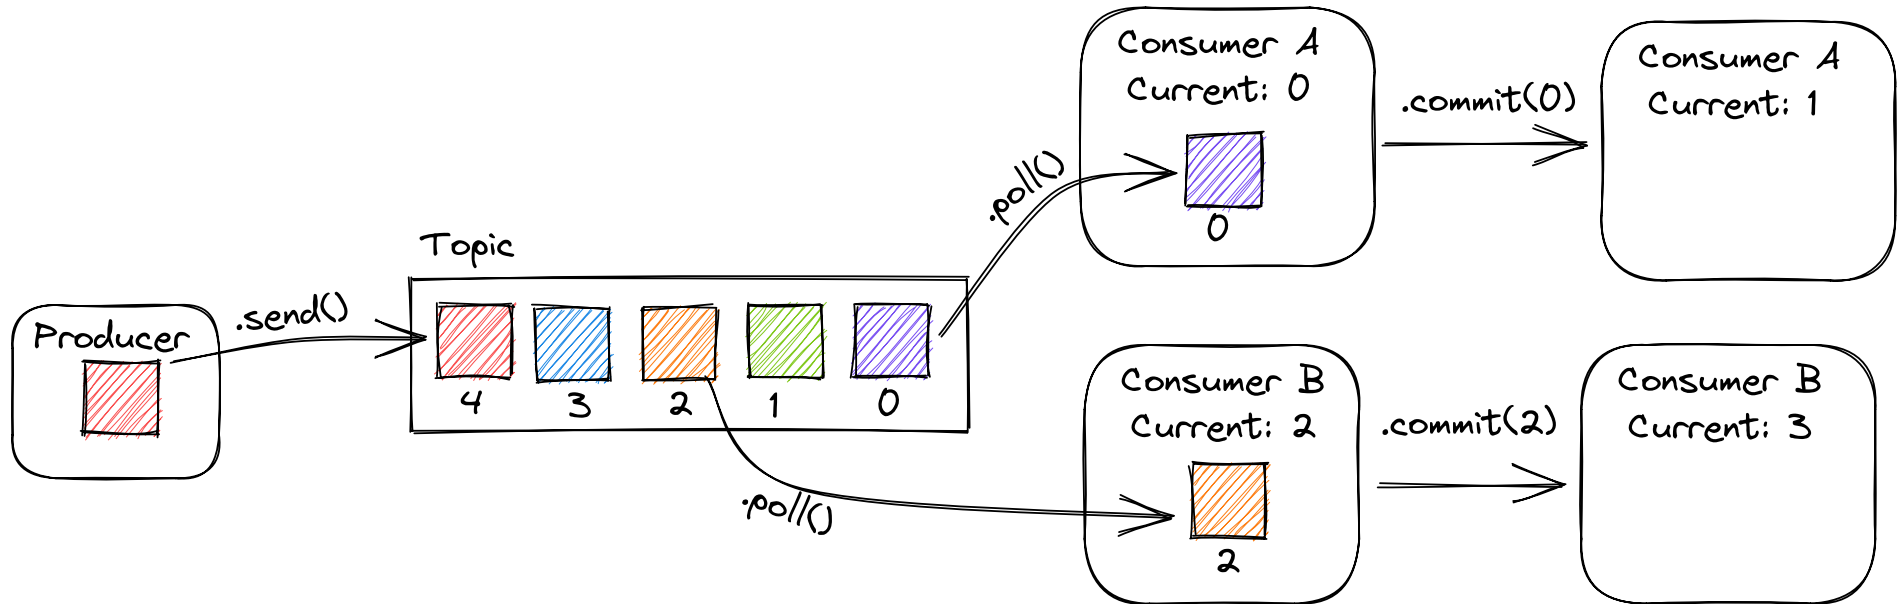 Producer
.send()
Topic
4 3 2 1 0
.poll()
Consumer A
Current: 0
0
.commit(0)
Consumer A
Current: 1
.poll()
Consumer B
Current: 2
2
.commit(2)
Consumer B
Current: 3